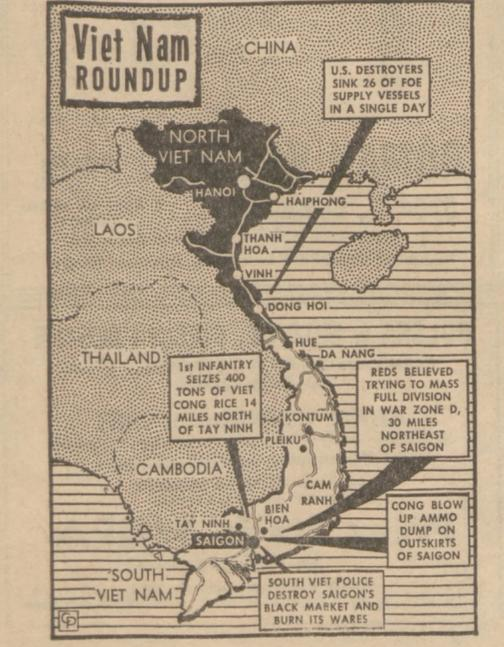 Viet Nam
ROUNDUP
CHINA
U.S. DESTROYERS
SINK 26 OF FOE
SUPPLY VESSELS
IN A SINGLE DAY
NORTH
VIET NAM
HANOI
HAIPHONG
LAOS
THANH
HOA
VINH
DONG HOI
HUE
DA NANG
THAILAND
1st INFANTRY
SEIZES 400
TONS OF VIET
CONG RICE 14
MILES NORTH
OF TAY NINH
REDS BELIEVED
TRYING TO MASS
FULL DIVISION
IN WAR ZONE D,
30 MILES
NORTHEAST
OF SAIGON
KONTUM
PLEIKU
CAMBODIA
CAM
RANH
BIEN
HOA
TAY NINH
SAIGON
CONG BLOW
UP AMMO
DUMP ON
OUTSKIRTS
OF SAIGON
SOUTH
VIET NAM
SOUTH VIET POLICE
DESTROY SAIGON'S
BLACK MARKET AND
BURN ITS WARES
CP